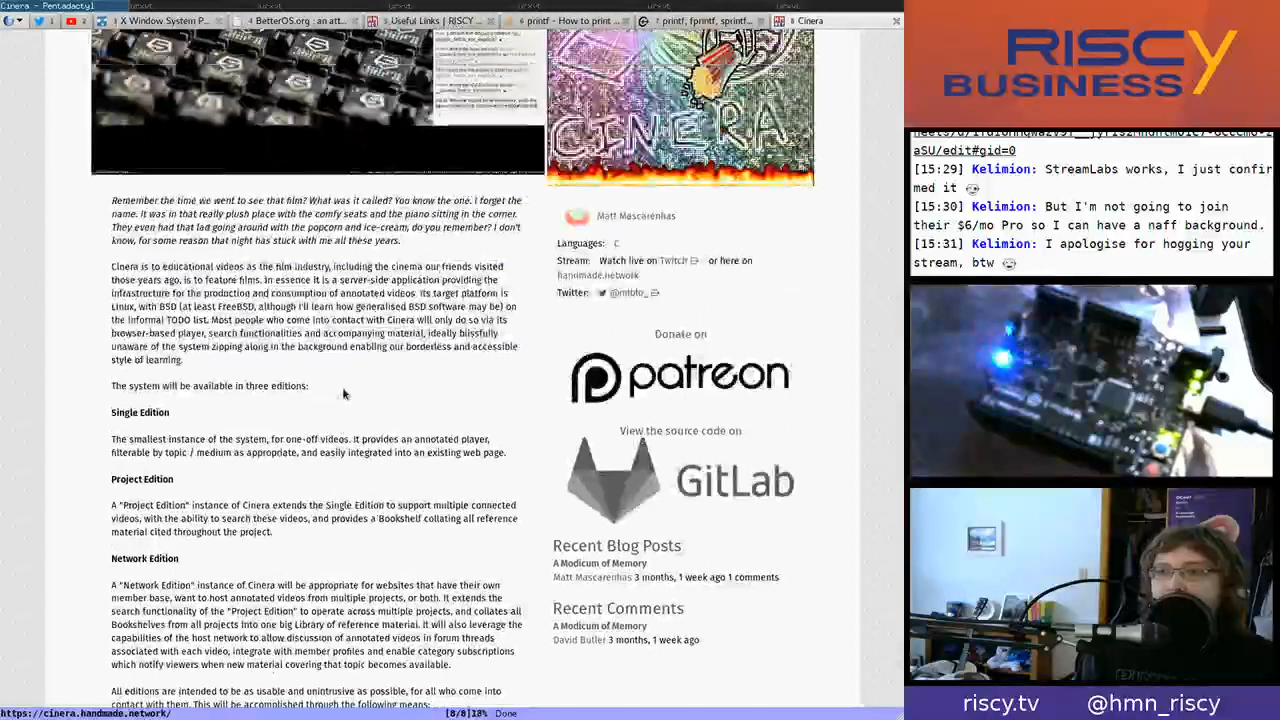 Cinera - Pentadactyl
urxvt
urxvt
urxvt
urxvt
urxvt
urxvt
1
2
3 X Window System P...
4 BetterOS.org : an att...
5 Useful Links | RISCY ...
6 printf - How to print ...
7 printf, fprintf, sprintf...
8 Cinera
CINERA
Remember the time we went to see that film? What was it called? You know the one. I forget the
name. It was in that really plush place with the comfy seats and the piano sitting in the corner.
They even had that lad going around with the popcorn and ice-cream, do you remember? I don't
know, for some reason that night has stuck with me all these years.
Cinera is to educational videos as the film industry, including the cinema our friends visited
those years ago, is to feature films. In essence it is a server-side application providing the
infrastructure for the production and consumption of annotated videos. Its target platform is
Linux, with BSD (at least FreeBSD, although I'll learn how generalised BSD software may be) on
the informal TODO list. Most people who come into contact with Cinera will only do so via its
browser-based player, search functionalities and accompanying material, ideally blissfully
unaware of the system zipping along in the background enabling our borderless and accessible
style of learning.
The system will be available in three editions:
Single Edition
The smallest instance of the system, for one-off videos. It provides an annotated player,
filterable by topic / medium as appropriate, and easily integrated into an existing web page.
Project Edition
A "Project Edition" instance of Cinera extends the Single Edition to support multiple connected
videos, with the ability to search these videos, and provides a Bookshelf collating all reference
material cited throughout the project.
Network Edition
A "Network Edition" instance of Cinera will be appropriate for websites that have their own
member base, want to host annotated videos from multiple projects, or both. It extends the
search functionality of the "Project Edition" to operate across multiple projects, and collates all
Bookshelves from all projects into one big Library of reference material. It will also leverage the
capabilities of the host network to allow discussion of annotated videos in forum threads
associated with each video, integrate with member profiles and enable category subscriptions
which notify viewers when new material covering that topic becomes available.
All editions are intended to be as usable and unintrusive as possible, for all who come into
contact with them. This will be accomplished through the following means:
Matt Mascarenhas
Languages: C
Stream: Watch live on Twitch or here on
handmade.network
Twitter: @mtbto_
Donate on
patreon
View the source code on
GitLab
Recent Blog Posts
A Modicum of Memory
Matt Mascarenhas 3 months, 1 week ago 1 comments
Recent Comments
A Modicum of Memory
David Butler 3 months, 1 week ago
https://cinera.handmade.network/
[8/8]18% Done
RISCY
BUSINESS
aSU/edit#gid=0
[15:29] Kelimion: StreamLabs works, I just confir
med it
[15:30] Kelimion: But I'm not going to join
their $6/mo Pro so I can have a naff background.
[15:31] Kelimion: I apologise for hogging your
stream, btw
riscy.tv @hmn_riscy